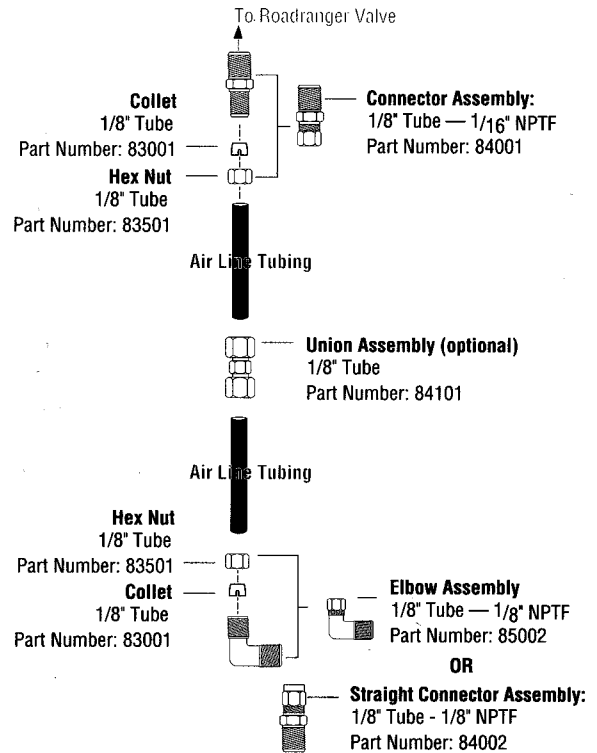 To Roadranger Valve
Collet
1/8" Tube
Part Number: 83001
Hex Nut
1/8" Tube
Part Number: 83501
Connector Assembly:
1/8" Tube — 1/16" NPTF
Part Number: 84001
Air Line Tubing
Union Assembly (optional)
1/8" Tube
Part Number: 84101
Air Line Tubing
Hex Nut
1/8" Tube
Part Number: 83501
Collet
1/8" Tube
Part Number: 83001
Elbow Assembly
1/8" Tube — 1/8" NPTF
Part Number: 85002
OR
Straight Connector Assembly:
1/8" Tube - 1/8" NPTF
Part Number: 84002